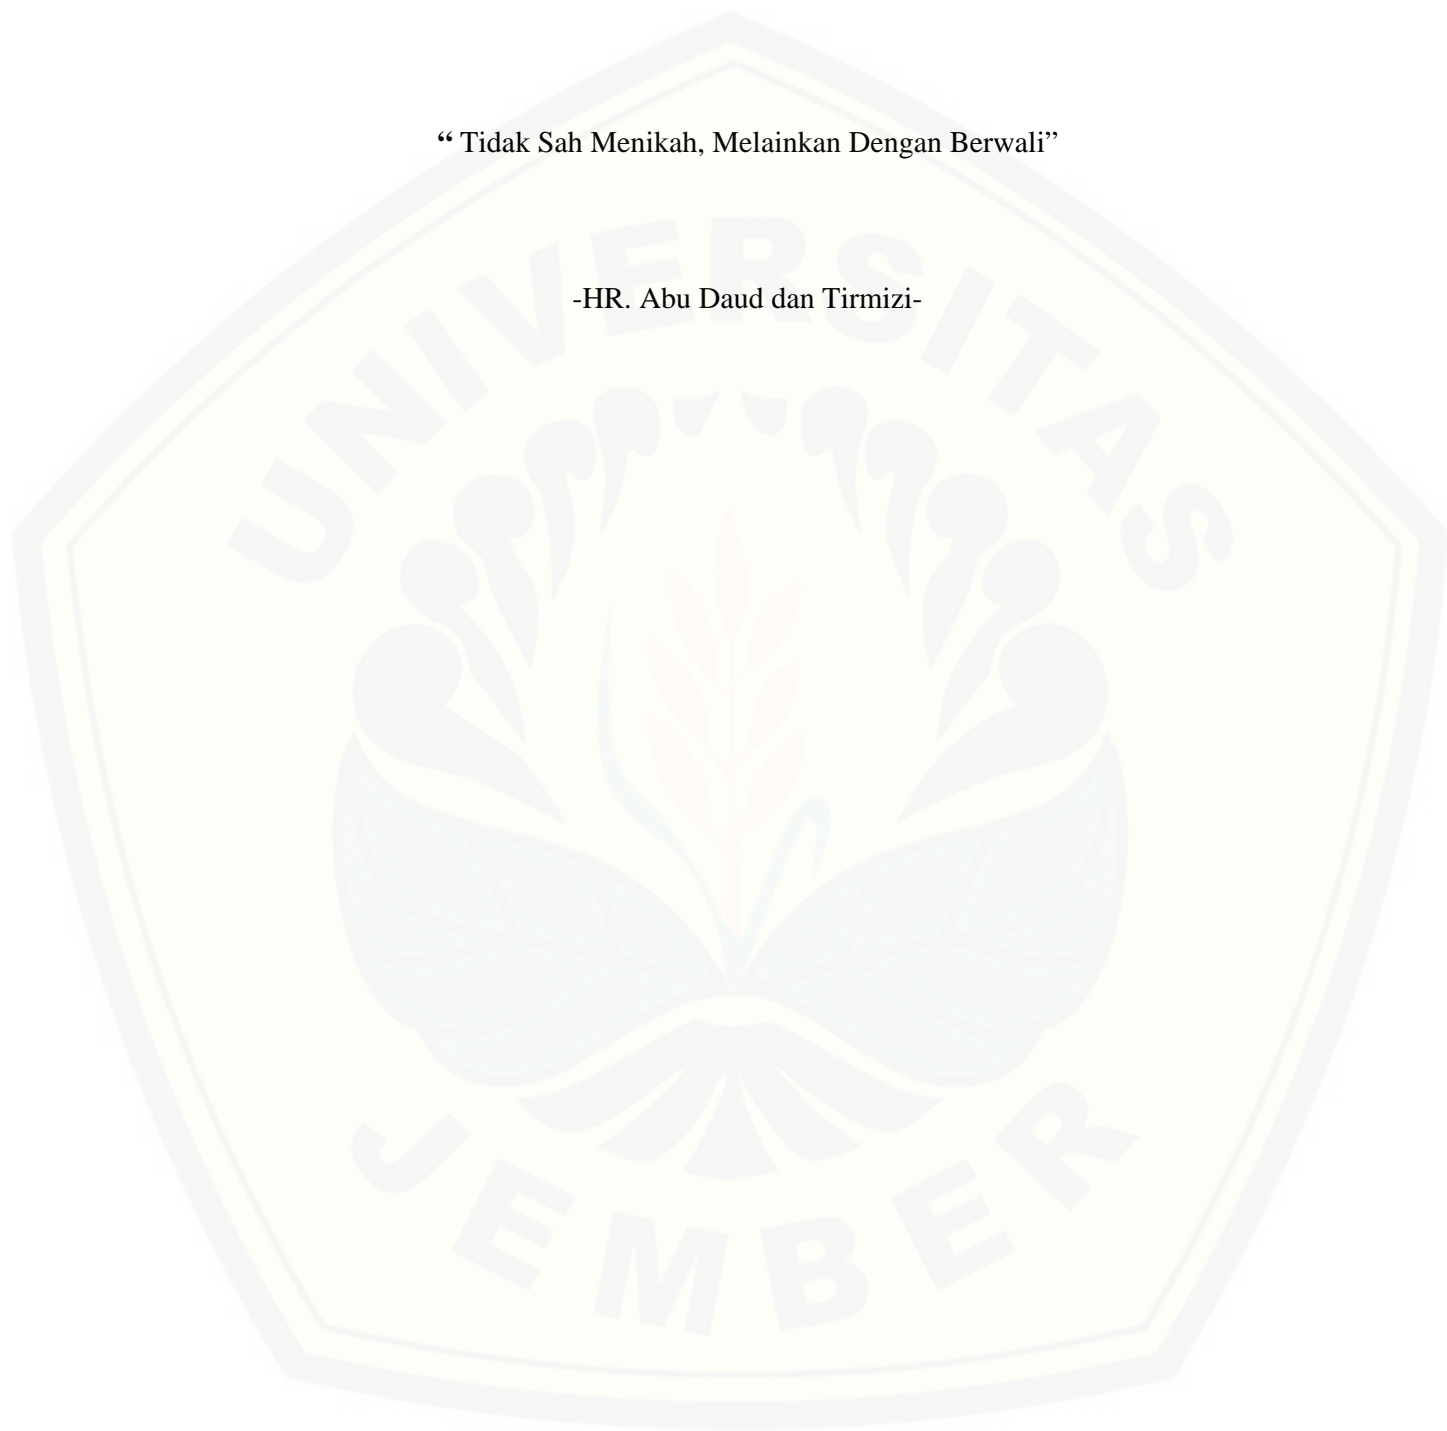 “ Tidak Sah Menikah, Melainkan Dengan Berwali”
-HR. Abu Daud dan Tirmizi-
UNIVERSITAS
JEMBER